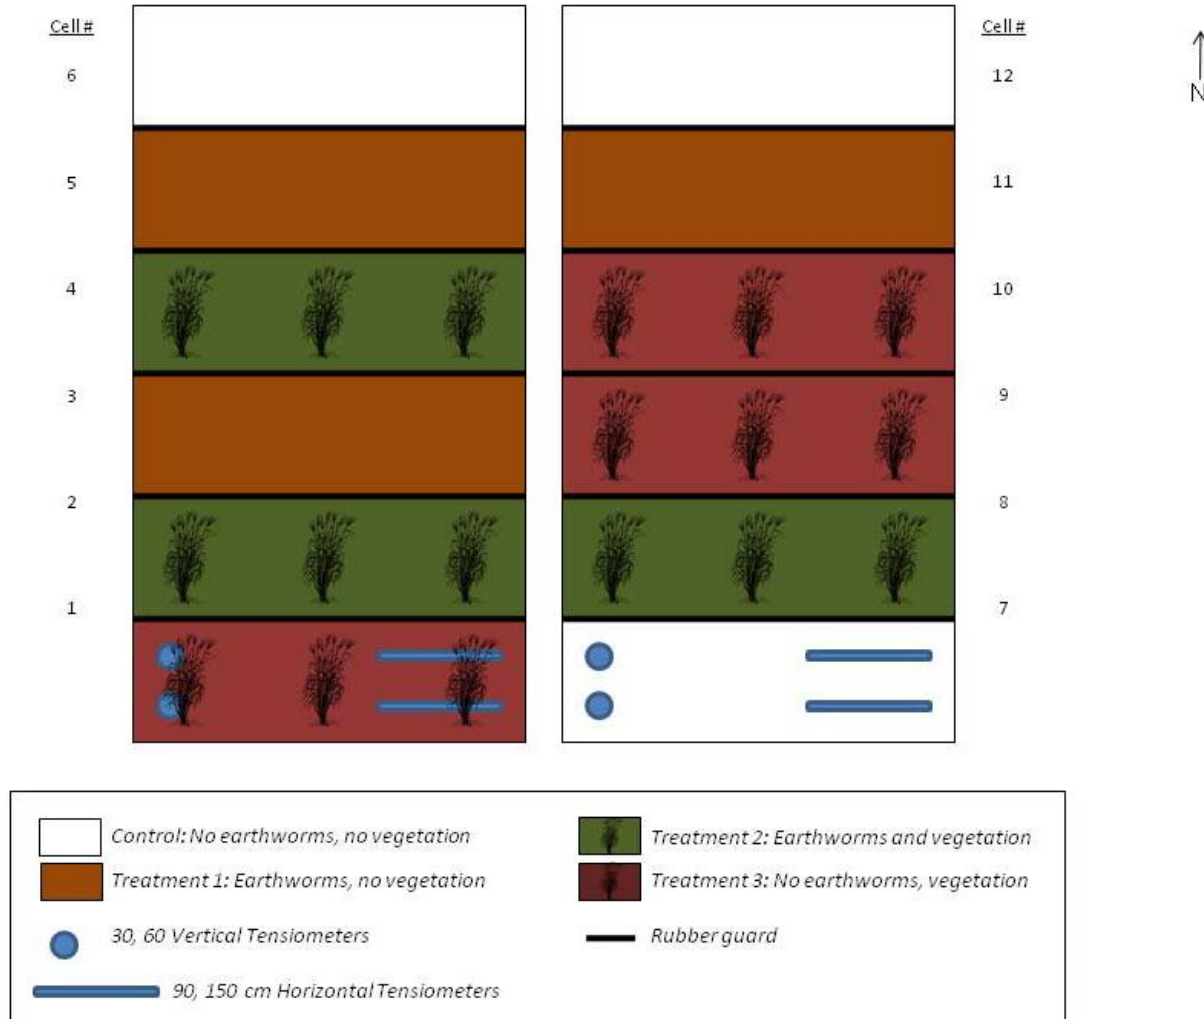 Cell # Cell #
6 12
N
5 11
4 10
3 9
2 8
1 7
Control: No earthworms, no vegetation
Treatment 2: Earthworms and vegetation
Treatment 1: Earthworms, no vegetation
Treatment 3: No earthworms, vegetation
30, 60 Vertical Tensiometers
Rubber guard
90, 150 cm Horizontal Tensiometers